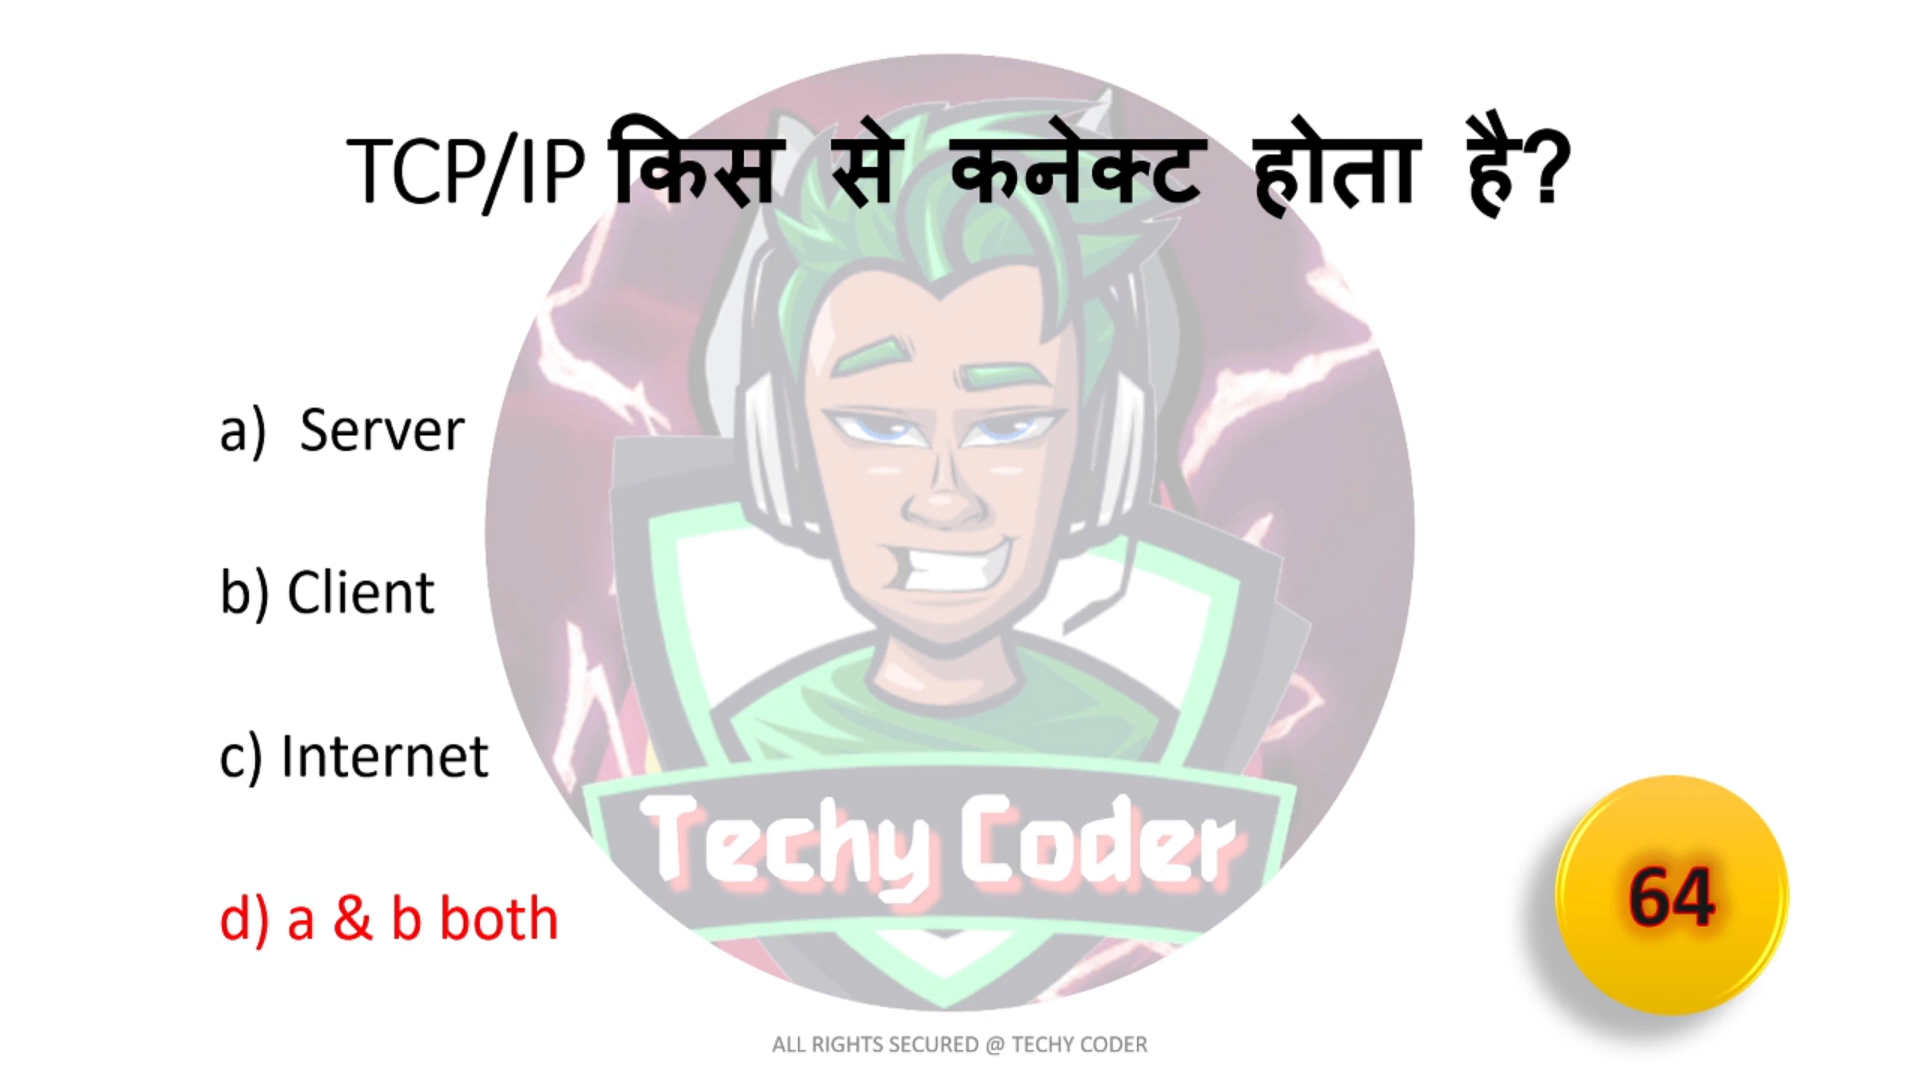 TCP/IP किस से कनेक्ट होता है?
a) Server
b) Client
c) Internet
d) a & b both
Techy Coder
64
ALL RIGHTS SECURED @ TECHY CODER